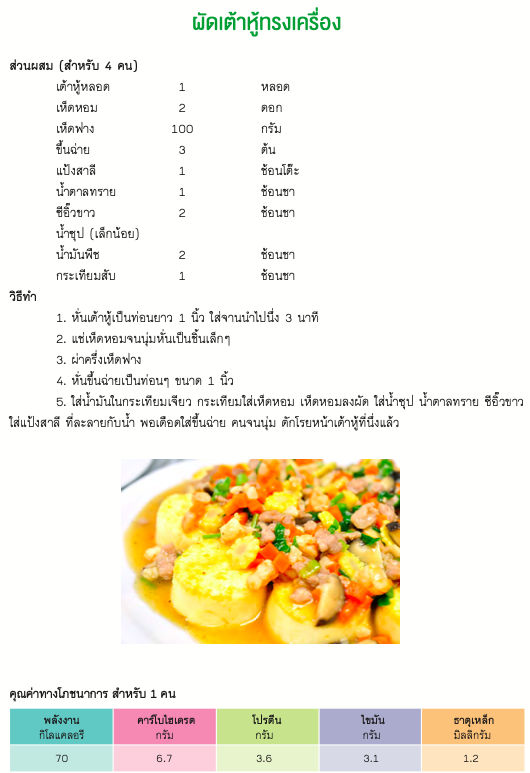 ผัดเต้าหู้ทรงเครื่อง
ส่วนผสม (สำหรับ 4 คน)
เต้าหู้หลอด 1 หลอด
เห็ดหอม 2 ดอก
เห็ดฟาง 100 กรัม
ขึ้นฉ่าย 3 ต้น
แป้งสาลี 1 ช้อนโต๊ะ
น้ำตาลทราย 1 ช้อนชา
ซีอิ๊วขาว 2 ช้อนชา
น้ำซุป (เล็กน้อย)
น้ำมันพืช 2 ช้อนชา
กระเทียมสับ 1 ช้อนชา
วิธีทำ
1. หั่นเต้าหู้เป็นท่อนยาว 1 นิ้ว ใส่จานนำไปนึ่ง 3 นาที
2. แช่เห็ดหอมจนนุ่มหั่นเป็นชิ้นเล็กๆ
3. ผ่าครึ่งเห็ดฟาง
4. หั่นขึ้นฉ่ายเป็นท่อนๆ ขนาด 1 นิ้ว
5. ใส่น้ำมันในกระเทียมเจียว กระเทียมใส่เห็ดหอม เห็ดหอมลงผัด ใส่น้ำซุป น้ำตาลทราย ซีอิ๊วขาว
ใส่แป้งสาลี ที่ละลายกับน้ำ พอเดือดใส่ขึ้นฉ่าย คนจนนุ่ม ตักโรยหน้าเต้าหู้ที่นึ่งแล้ว
คุณค่าทางโภชนาการ สำหรับ 1 คน
พลังงาน คาร์โบไฮเดรต โปรตีน ไขมัน ธาตุเหล็ก
กิโลแคลอรี กรัม กรัม กรัม มิลลิกรัม
70 6.7 3.6 3.1 1.2